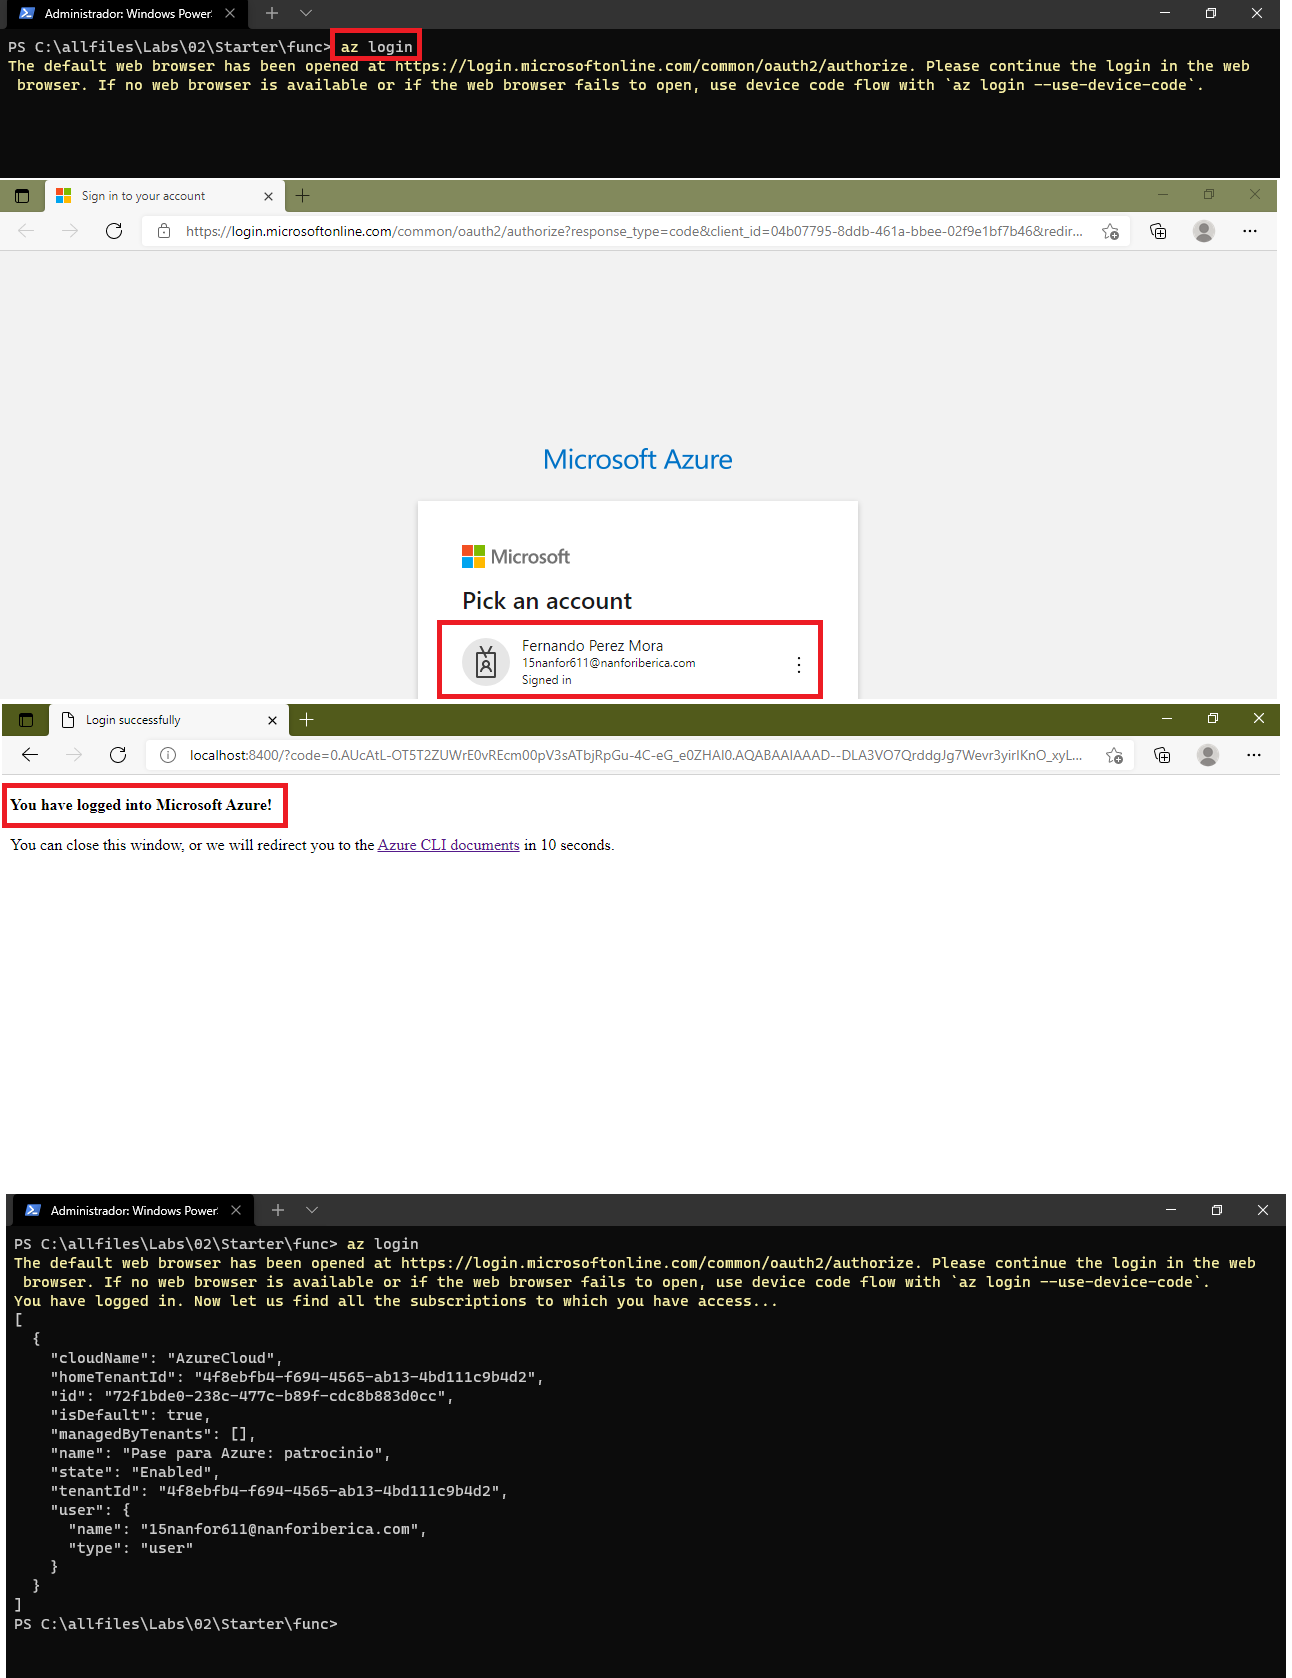 Administrador: Windows Power
PS C:\allfiles\Labs\02\Starter\func> az login
The default web browser has been opened at https://login.microsoftonline.com/common/oauth2/authorize. Please continue the login in the web
browser. If no web browser is available or if the web browser fails to open, use device code flow with `az login --use-device-code`.
Sign in to your account
https://login.microsoftonline.com/common/oauth2/authorize?response_type=code&client_id=04b07795-8ddb-461a-bbee-02f9e1bf7b46&redir...
Microsoft Azure
Microsoft
Pick an account
Fernando Perez Mora
15nanfor611@nanforiberica.com
Signed in
Login successfully
localhost:8400/?code=0.AUcAtL-OT5T2ZUWrE0vREcm00pV3sATbjRpGu-4C-eG_e0ZHAI0.AQABAAIAAAD--DLA3VO7QrddgJg7Wevr3yirIKnO_xyL...
You have logged into Microsoft Azure!
You can close this window, or we will redirect you to the Azure CLI documents in 10 seconds.
Administrador: Windows Power
PS C:\allfiles\Labs\02\Starter\func> az login
The default web browser has been opened at https://login.microsoftonline.com/common/oauth2/authorize. Please continue the login in the web
browser. If no web browser is available or if the web browser fails to open, use device code flow with `az login --use-device-code`.
You have logged in. Now let us find all the subscriptions to which you have access...
[
{
"cloudName": "AzureCloud",
"homeTenantId": "4f8ebfb4-f694-4565-ab13-4bd111c9b4d2",
"id": "72f1bde0-238c-477c-b89f-cdc8b883d0cc",
"isDefault": true,
"managedByTenants": [],
"name": "Pase para Azure: patrocinio",
"state": "Enabled",
"tenantId": "4f8ebfb4-f694-4565-ab13-4bd111c9b4d2",
"user": {
"name": "15nanfor611@nanforiberica.com",
"type": "user"
}
}
]
PS C:\allfiles\Labs\02\Starter\func>